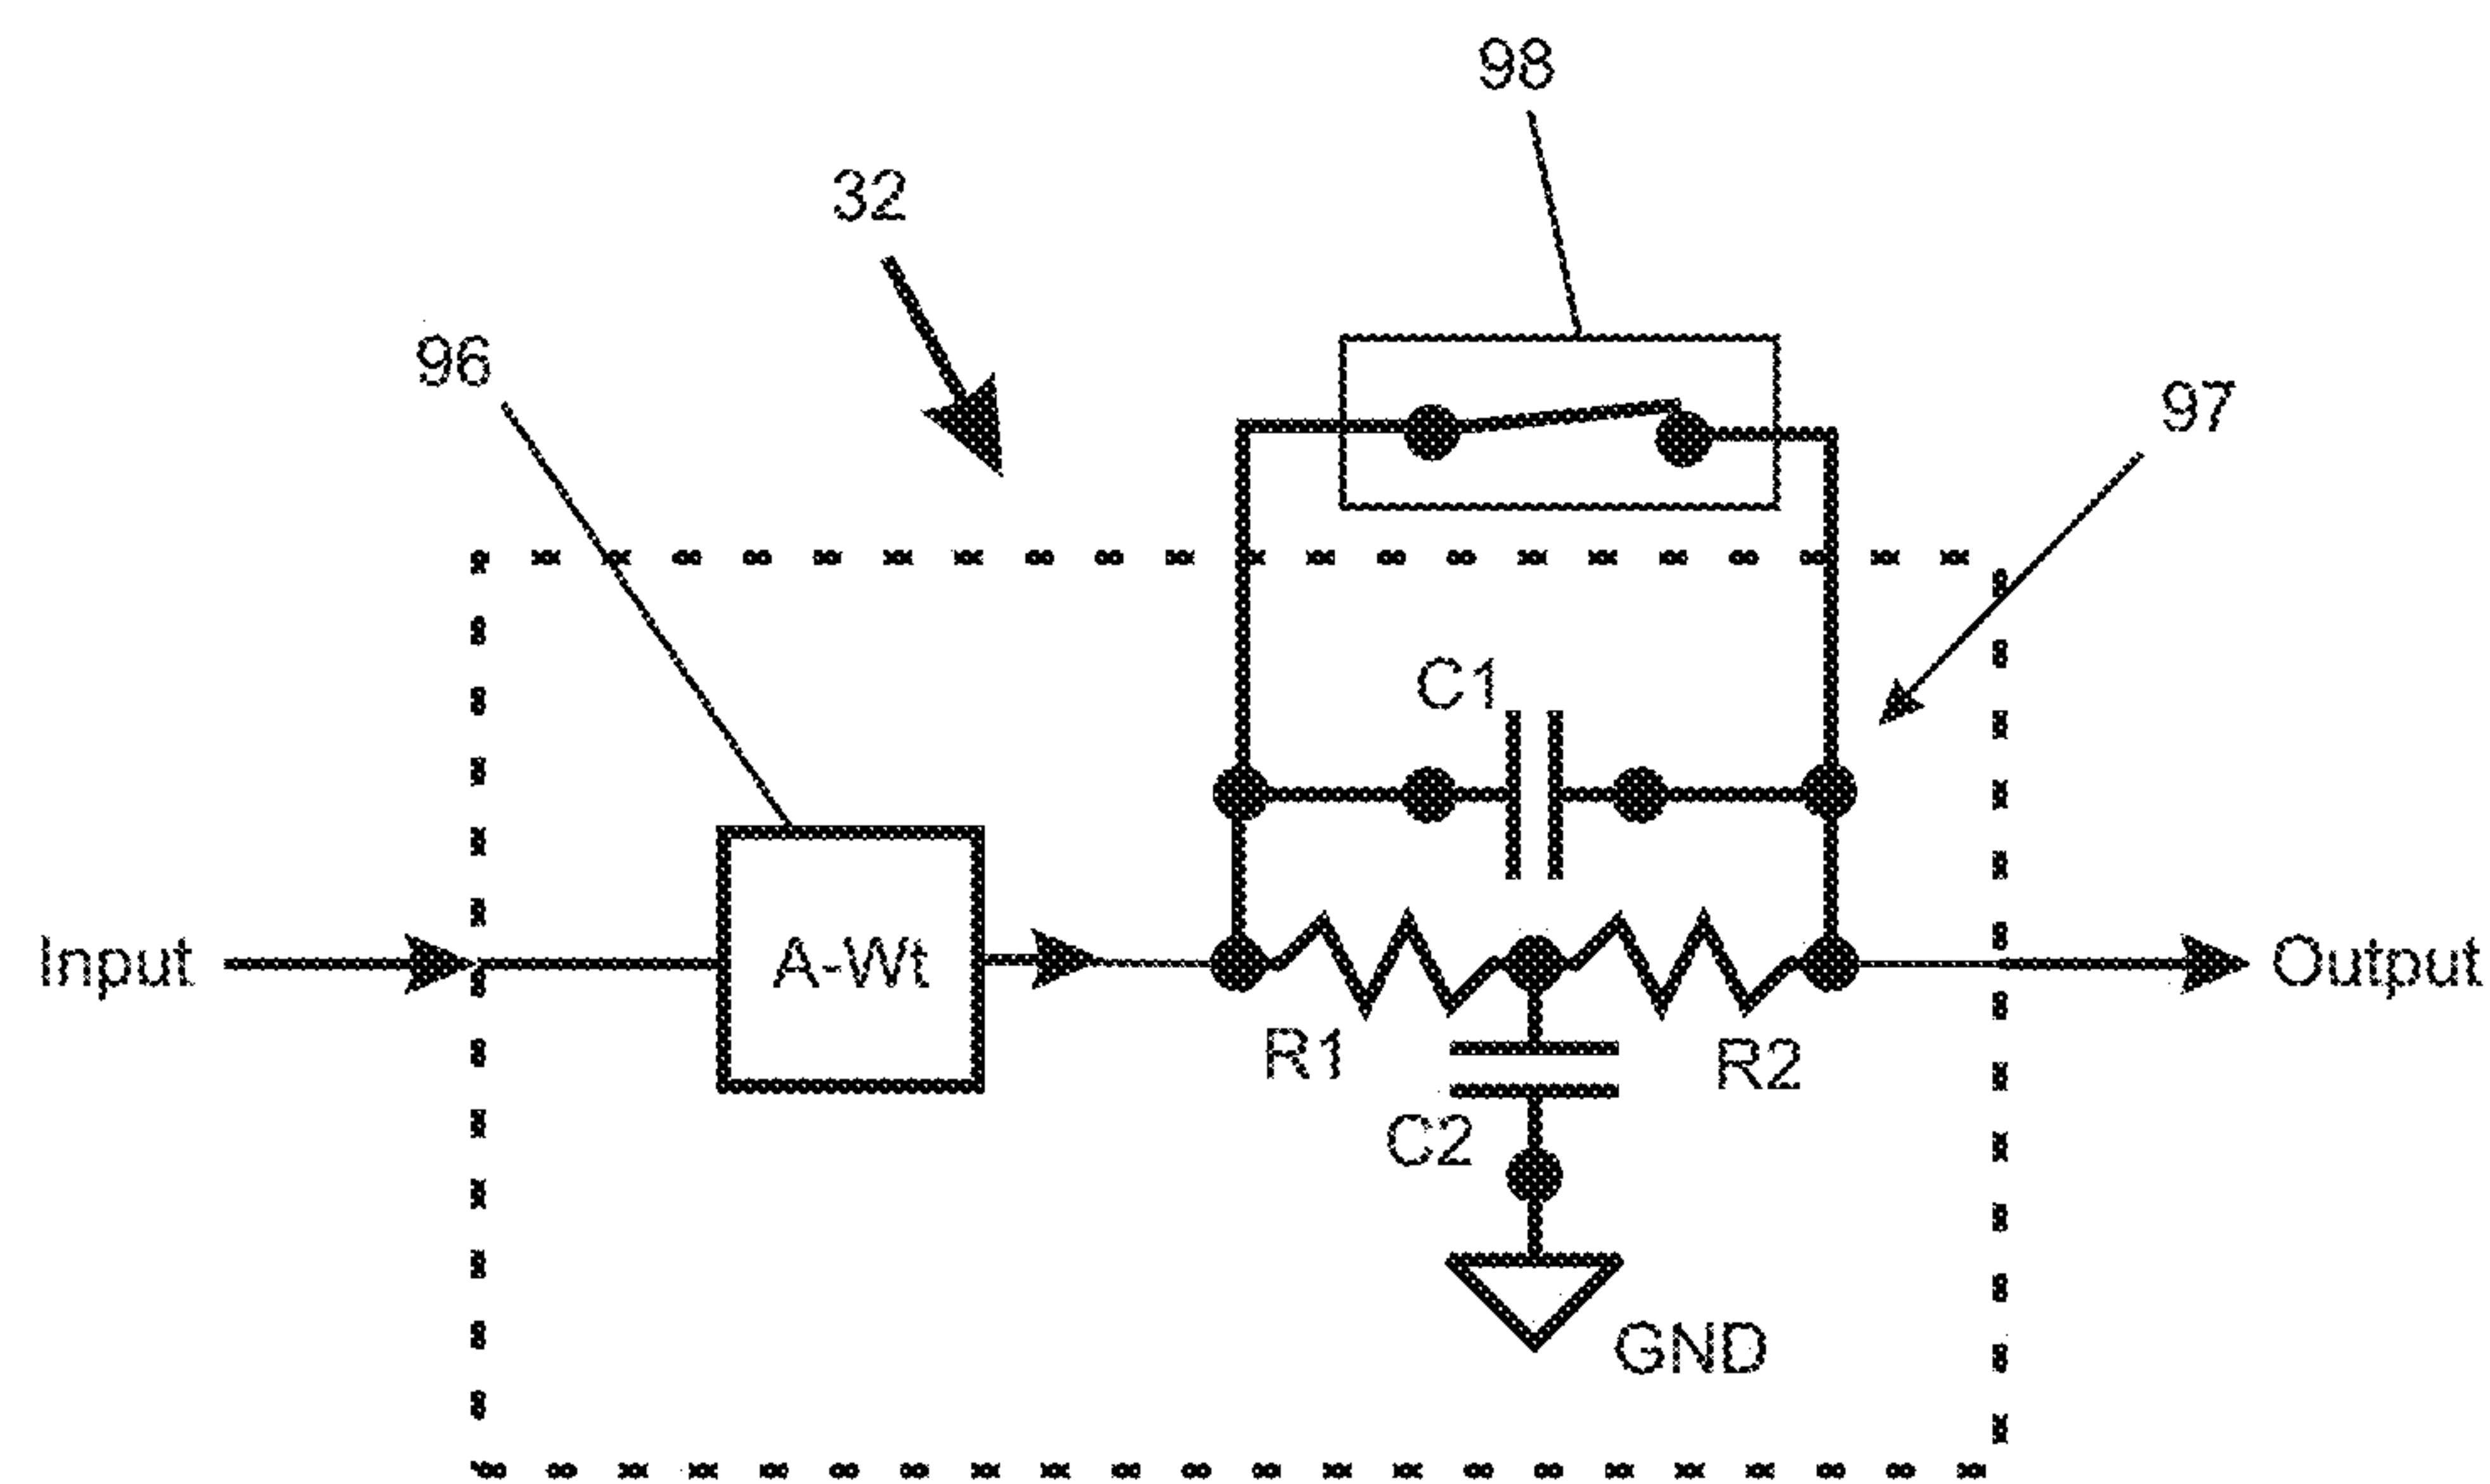 98
32
96
97
C1
Input
A-Wt
Output
R1
R2
C2
GND